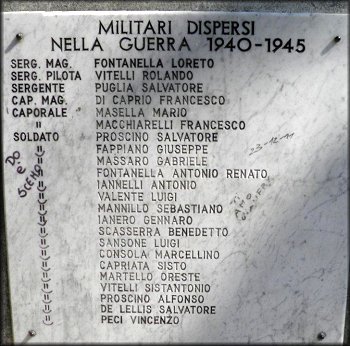 MILITARI DISPERSI
NELLA GUERRA 1940-1945
SERG. MAG. FONTANELLA LORETO
SERG. PILOTA VITELLI ROLANDO
SERGENTE PUGLIA SALVATORE
CAP. MAG. DI CAPRIO FRANCESCO
CAPORALE MASELLA MARIO
" MACCHIARELLI FRANCESCO
SOLDATO PROSCINO SALVATORE
" FAPPIANO GIUSEPPE
" MASSARO GABRIELE
" FONTANELLA ANTONIO RENATO
" IANNELLI ANTONIO
" VALENTE LUIGI
" MANNILLO SEBASTIANO
" IANERO GENNARO
" SCASSERRA BENEDETTO
" SANSONE LUIGI
" CONSOLA MARCELLINO
" CAPRIATA SISTO
" MARTELLO ORESTE
" VITELLI SISTANTONIO
" PROSCINO ALFONSO
" DE LELLIS SALVATORE
" PECI VINCENZO
23-12-11